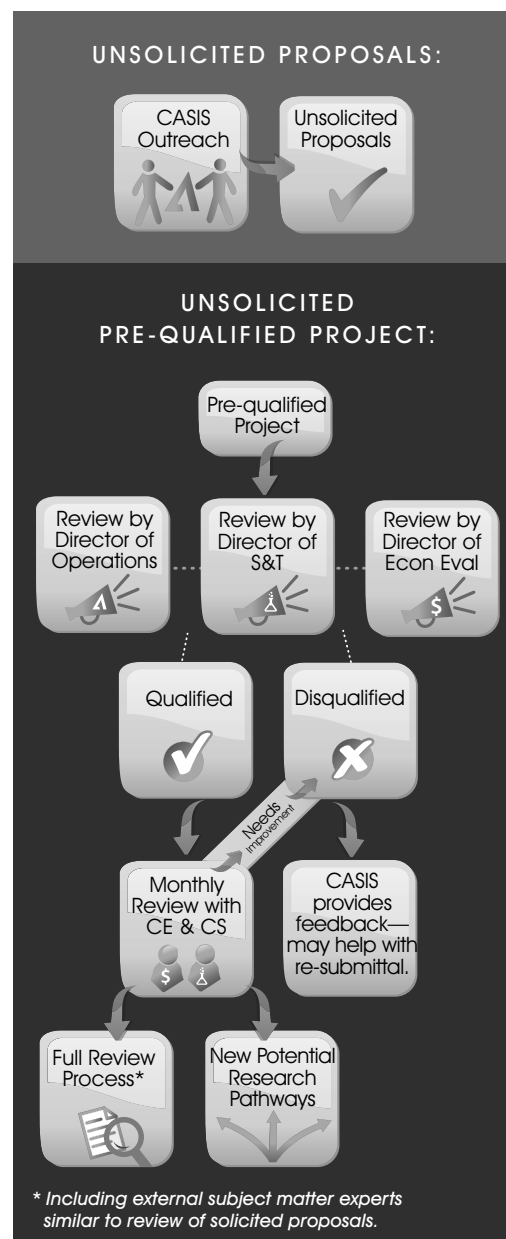 UNSOLICITED PROPOSALS:
CASIS
Outreach
Unsolicited
Proposals
UNSOLICITED
PRE-QUALIFIED PROJECT:
Pre-qualified
Project
Review by
Director of
Operations
Review by
Director of
S&T
Review by
Director of
Econ Eval
$
Qualified
Disqualified
Needs
Improvement
Monthly
Review with
CE & CS
$
CASIS
provides
feedback—
may help with
re-submittal.
Full Review
Process*
New Potential
Research
Pathways
* Including external subject matter experts
similar to review of solicited proposals.